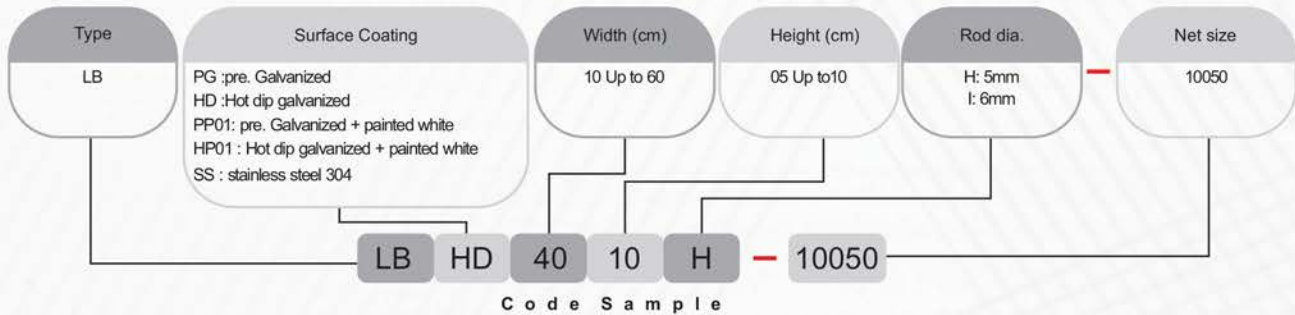 Type
LB
Surface Coating
PG :pre. Galvanized
HD :Hot dip galvanized
PP01: pre. Galvanized + painted white
HP01 : Hot dip galvanized + painted white
SS : stainless steel 304
Width (cm)
10 Up to 60
Height (cm)
05 Up to10
Rod dia.
H: 5mm
I: 6mm
–
Net size
10050
LB HD 40 10 H – 10050
Code Sample